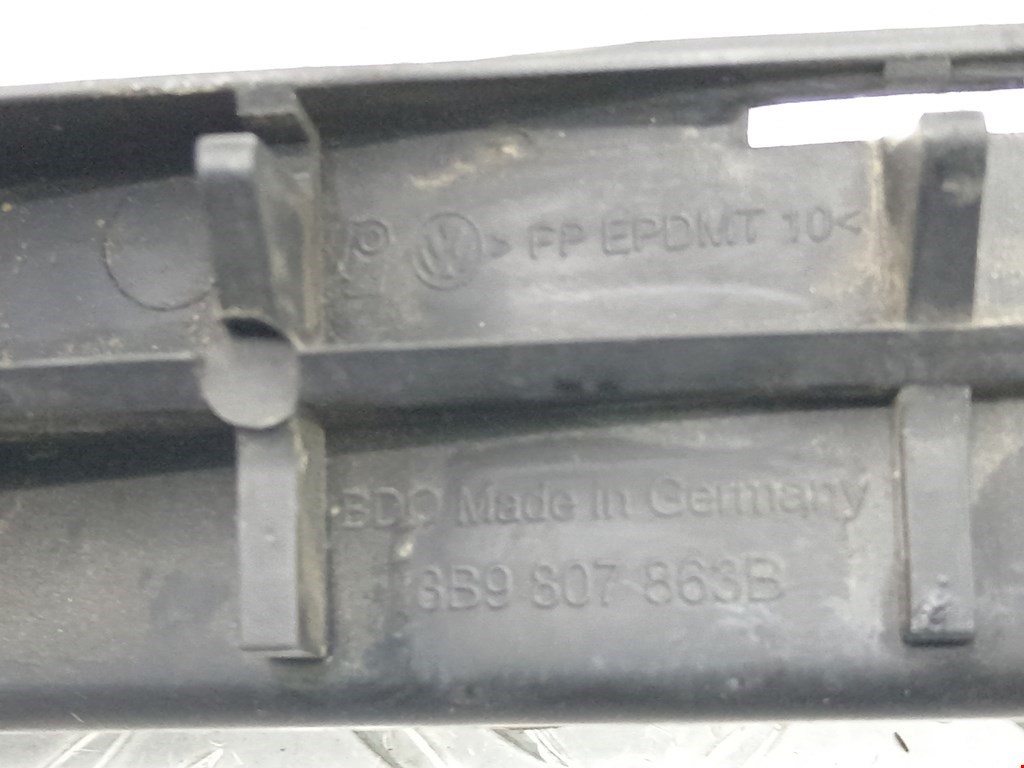 > PP EPDMT 10<
BDO Made In Germany
3B9 807 863B